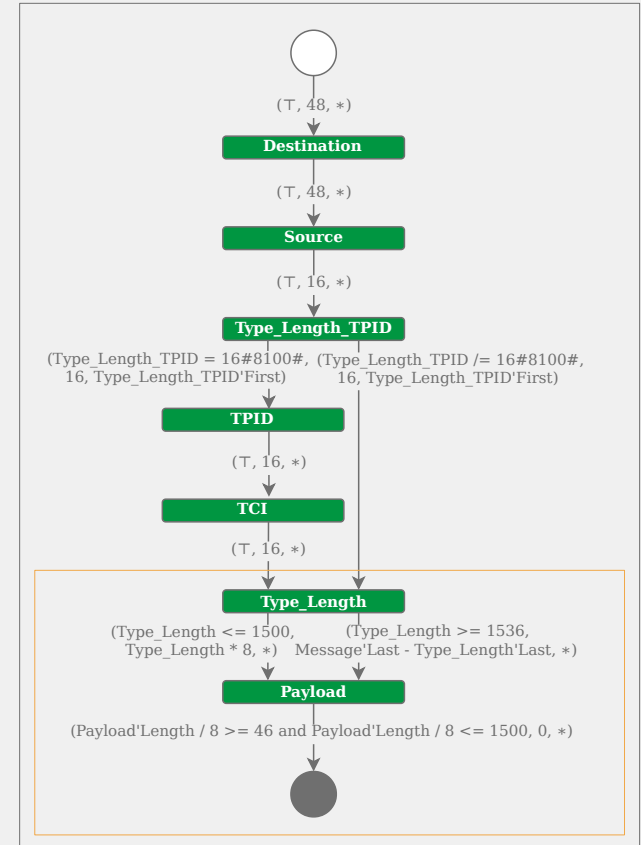 (⊤, 48, ∗)
Destination
(⊤, 48, ∗)
Source
(⊤, 16, ∗)
Type_Length_TPID
(Type_Length_TPID = 16#8100#,
16, Type_Length_TPID'First)
(Type_Length_TPID /= 16#8100#,
16, Type_Length_TPID'First)
TPID
(⊤, 16, ∗)
TCI
(⊤, 16, ∗)
Type_Length
(Type_Length <= 1500,
Type_Length * 8, ∗)
(Type_Length >= 1536,
Message'Last - Type_Length'Last, ∗)
Payload
(Payload'Length / 8 >= 46 and Payload'Length / 8 <= 1500, 0, ∗)